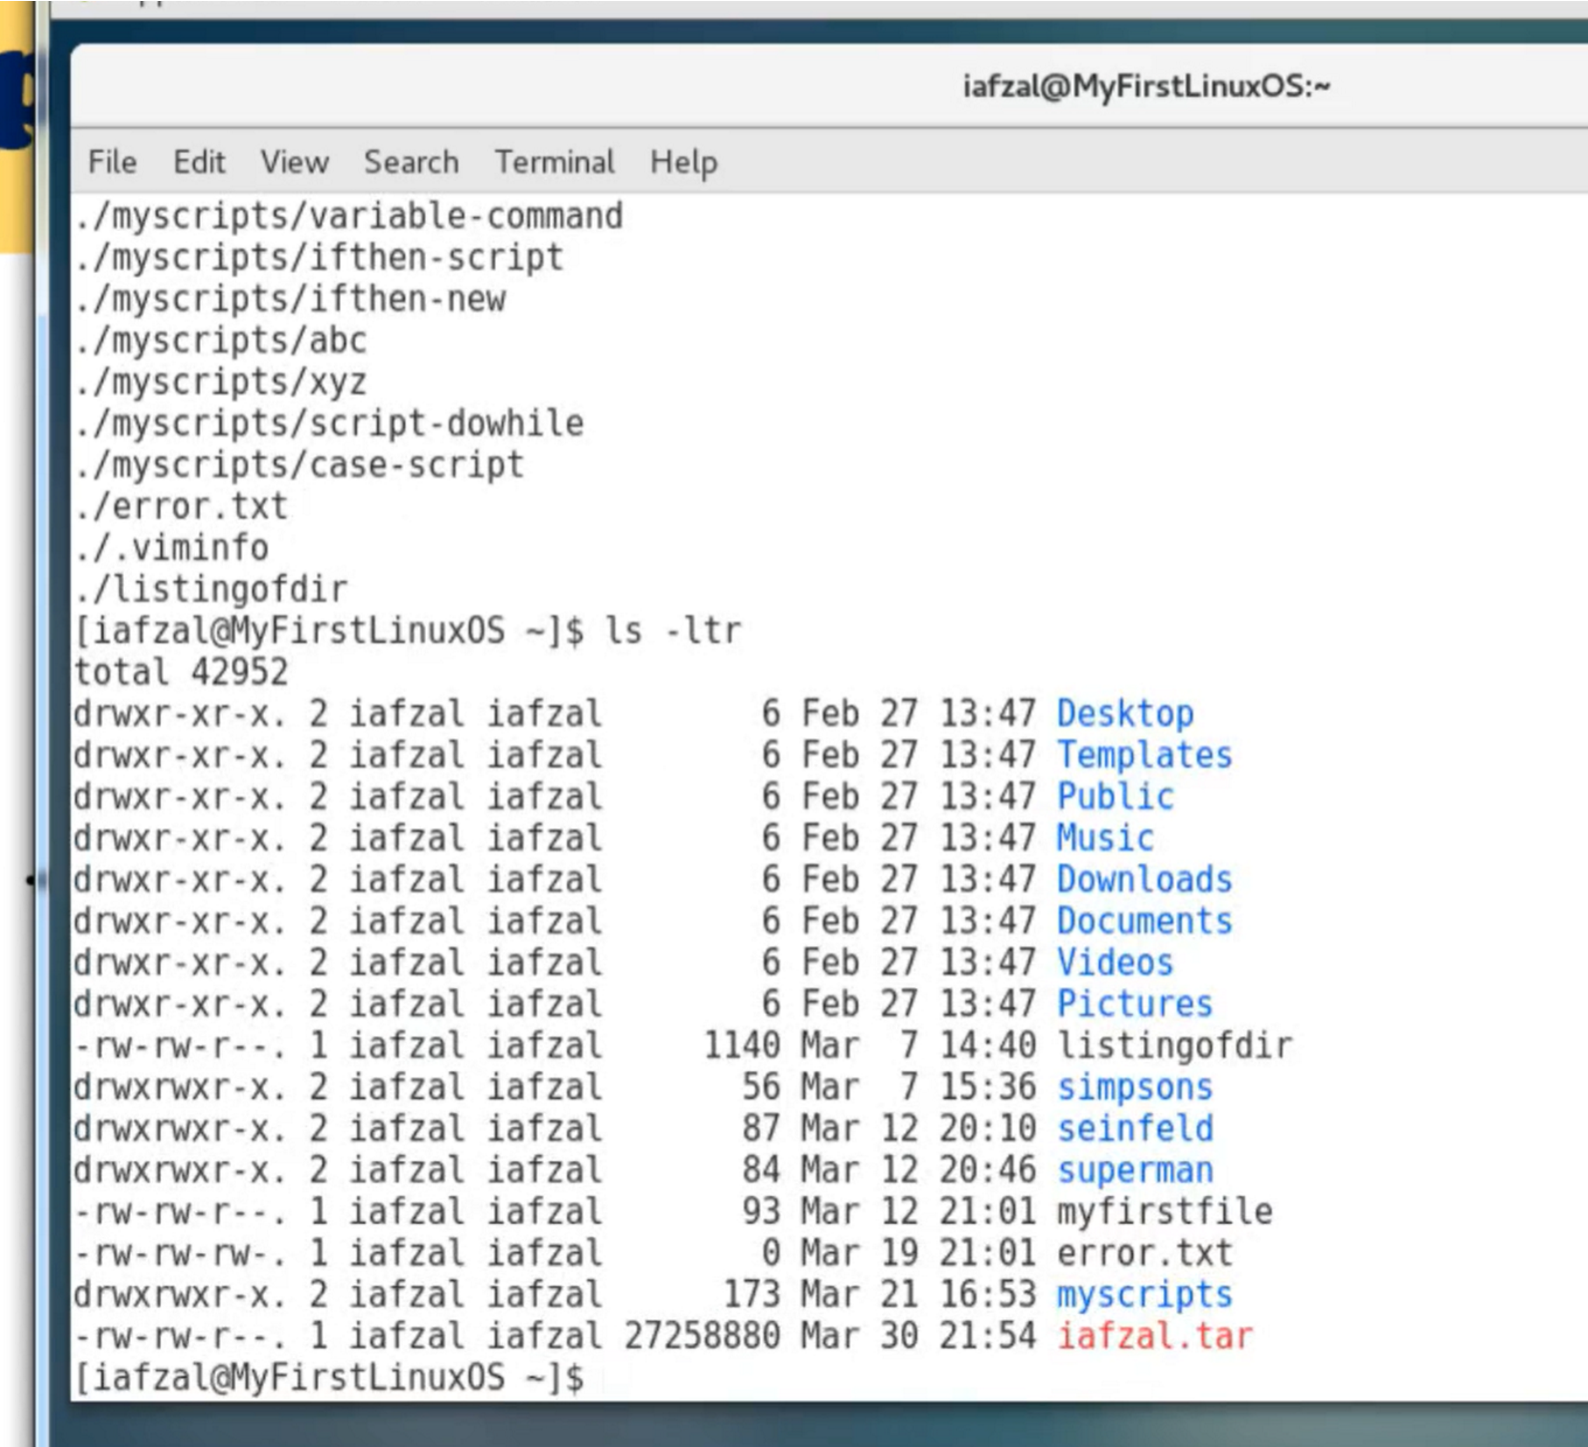 iafzal@MyFirstLinuxOS:~
File Edit View Search Terminal Help
./myscripts/variable-command
./myscripts/ifthen-script
./myscripts/ifthen-new
./myscripts/abc
./myscripts/xyz
./myscripts/script-dowhile
./myscripts/case-script
./error.txt
./.viminfo
./listingofdir
[iafzal@MyFirstLinuxOS ~]$ ls -ltr
total 42952
drwxr-xr-x. 2 iafzal iafzal        6 Feb 27 13:47 Desktop
drwxr-xr-x. 2 iafzal iafzal        6 Feb 27 13:47 Templates
drwxr-xr-x. 2 iafzal iafzal        6 Feb 27 13:47 Public
drwxr-xr-x. 2 iafzal iafzal        6 Feb 27 13:47 Music
drwxr-xr-x. 2 iafzal iafzal        6 Feb 27 13:47 Downloads
drwxr-xr-x. 2 iafzal iafzal        6 Feb 27 13:47 Documents
drwxr-xr-x. 2 iafzal iafzal        6 Feb 27 13:47 Videos
drwxr-xr-x. 2 iafzal iafzal        6 Feb 27 13:47 Pictures
-rw-rw-r--. 1 iafzal iafzal     1140 Mar  7 14:40 listingofdir
drwxrwxr-x. 2 iafzal iafzal       56 Mar  7 15:36 simpsons
drwxrwxr-x. 2 iafzal iafzal       87 Mar 12 20:10 seinfeld
drwxrwxr-x. 2 iafzal iafzal       84 Mar 12 20:46 superman
-rw-rw-r--. 1 iafzal iafzal       93 Mar 12 21:01 myfirstfile
-rw-rw-rw-. 1 iafzal iafzal        0 Mar 19 21:01 error.txt
drwxrwxr-x. 2 iafzal iafzal      173 Mar 21 16:53 myscripts
-rw-rw-r--. 1 iafzal iafzal 27258880 Mar 30 21:54 iafzal.tar
[iafzal@MyFirstLinuxOS ~]$